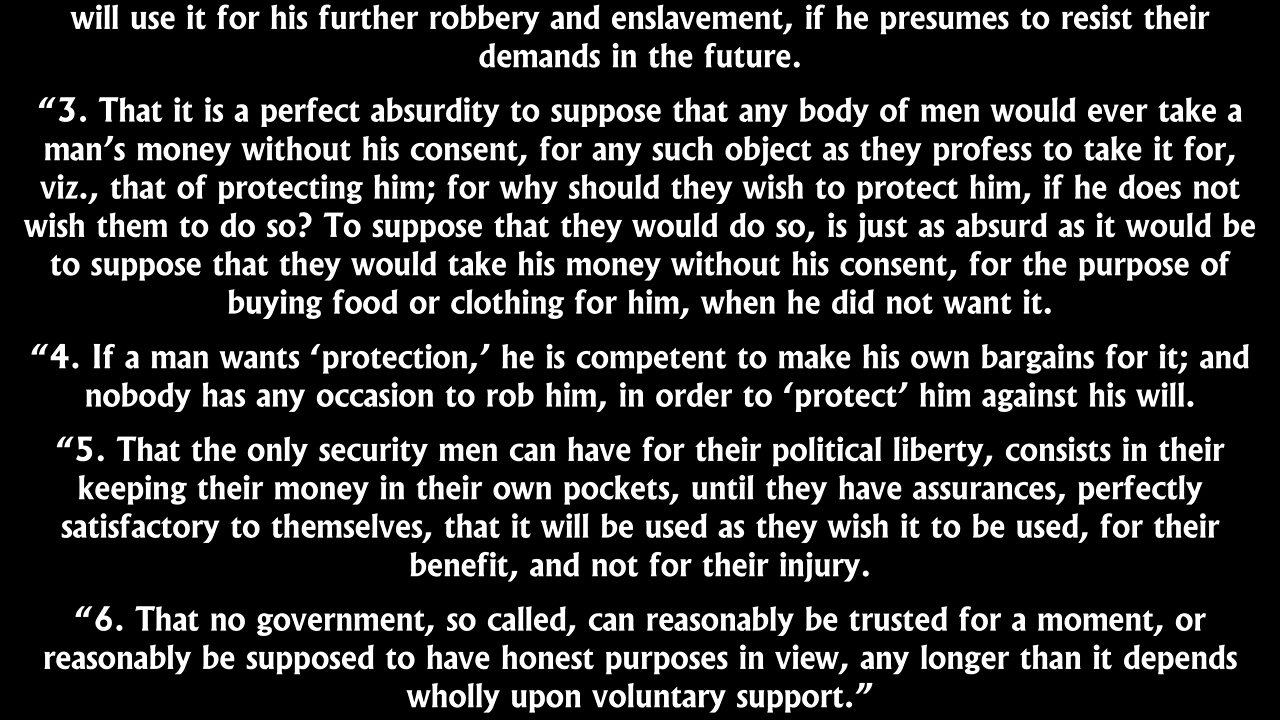 will use it for his further robbery and enslavement, if he presumes to resist their
demands in the future.
“3. That it is a perfect absurdity to suppose that any body of men would ever take a
man’s money without his consent, for any such object as they profess to take it for,
viz., that of protecting him; for why should they wish to protect him, if he does not
wish them to do so? To suppose that they would do so, is just as absurd as it would be
to suppose that they would take his money without his consent, for the purpose of
buying food or clothing for him, when he did not want it.
“4. If a man wants ‘protection,’ he is competent to make his own bargains for it; and
nobody has any occasion to rob him, in order to ‘protect’ him against his will.
“5. That the only security men can have for their political liberty, consists in their
keeping their money in their own pockets, until they have assurances, perfectly
satisfactory to themselves, that it will be used as they wish it to be used, for their
benefit, and not for their injury.
“6. That no government, so called, can reasonably be trusted for a moment, or
reasonably be supposed to have honest purposes in view, any longer than it depends
wholly upon voluntary support.”